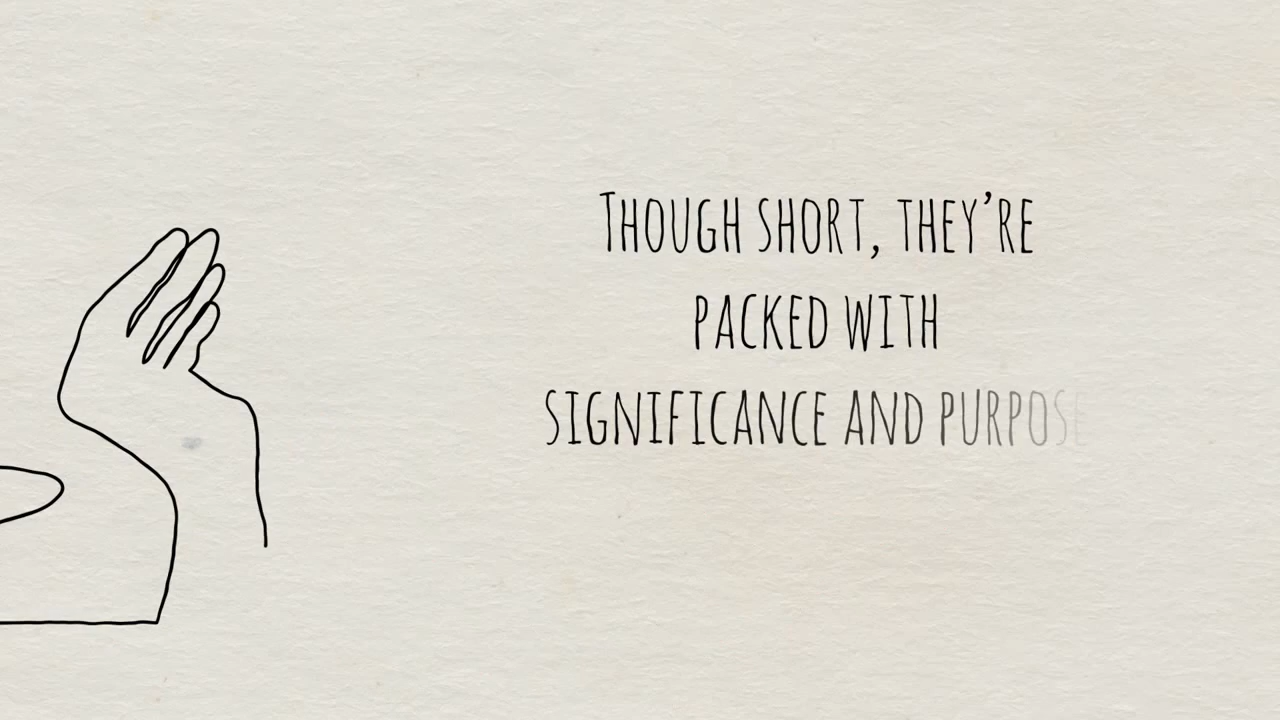 Though short, they’re
packed with
significance and purpose